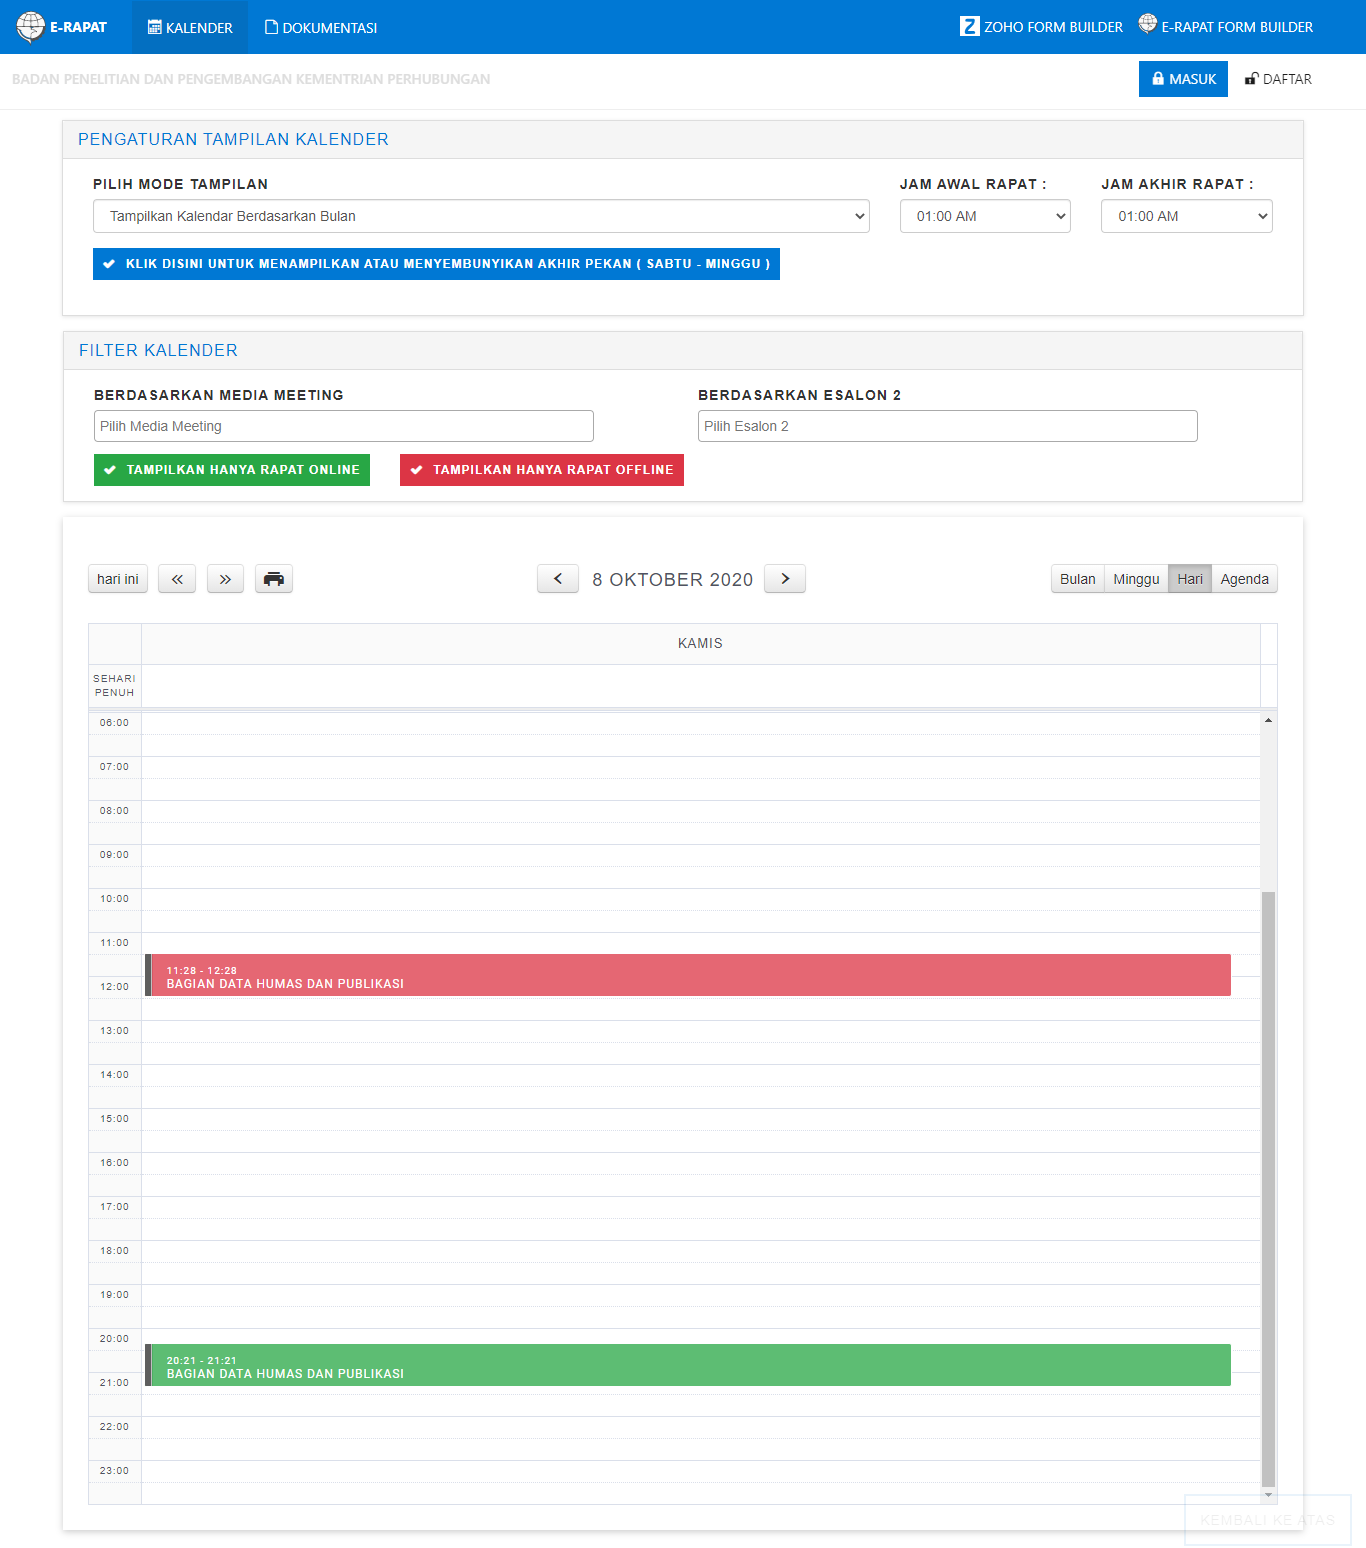 E-RAPAT KALENDER DOKUMENTASI ZOHO FORM BUILDER E-RAPAT FORM BUILDER
BADAN PENELITIAN DAN PENGEMBANGAN KEMENTRIAN PERHUBUNGAN MASUK DAFTAR
PENGATURAN TAMPILAN KALENDER
PILIH MODE TAMPILAN JAM AWAL RAPAT : JAM AKHIR RAPAT :
Tampilkan Kalendar Berdasarkan Bulan 01:00 AM 01:00 AM
KLIK DISINI UNTUK MENAMPILKAN ATAU MENYEMBUNYIKAN AKHIR PEKAN ( SABTU - MINGGU )
FILTER KALENDER
BERDASARKAN MEDIA MEETING BERDASARKAN ESALON 2
Pilih Media Meeting Pilih Esalon 2
TAMPILKAN HANYA RAPAT ONLINE TAMPILKAN HANYA RAPAT OFFLINE
hari ini 8 OKTOBER 2020 Bulan Minggu Hari Agenda
KAMIS
SEHARI
PENUH
06:00
07:00
08:00
09:00
10:00
11:00
11:28 - 12:28
BAGIAN DATA HUMAS DAN PUBLIKASI
12:00
13:00
14:00
15:00
16:00
17:00
18:00
19:00
20:00
20:21 - 21:21
BAGIAN DATA HUMAS DAN PUBLIKASI
21:00
22:00
23:00
KEMBALI KE ATAS